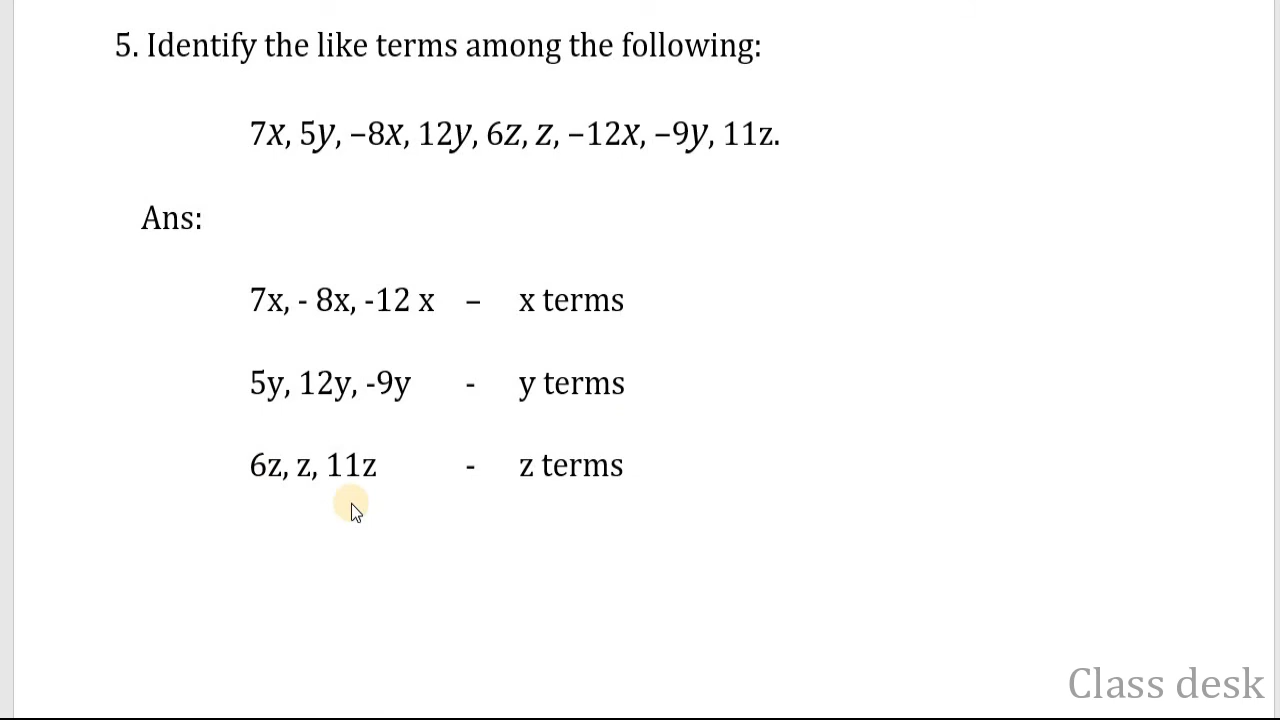 5. Identify the like terms among the following:
7x, 5y, −8x, 12y, 6z, z, −12x, −9y, 11z.
Ans:
7x, - 8x, -12 x – x terms
5y, 12y, -9y - y terms
6z, z, 11z - z terms
Class desk